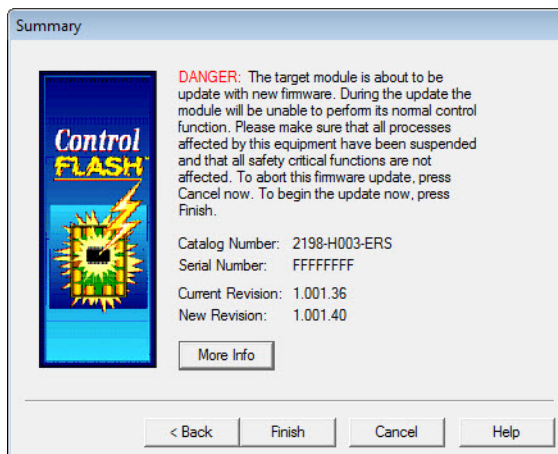 Summary
Control
FLASH
DANGER: The target module is about to be
update with new firmware. During the update the
module will be unable to perform its normal control
function. Please make sure that all processes
affected by this equipment have been suspended
and that all safety critical functions are not
affected. To abort this firmware update, press
Cancel now. To begin the update now, press
Finish.
Catalog Number: 2198-H003-ERS
Serial Number: FFFFFFFF
Current Revision: 1.001.36
New Revision: 1.001.40
More Info
< Back Finish Cancel Help